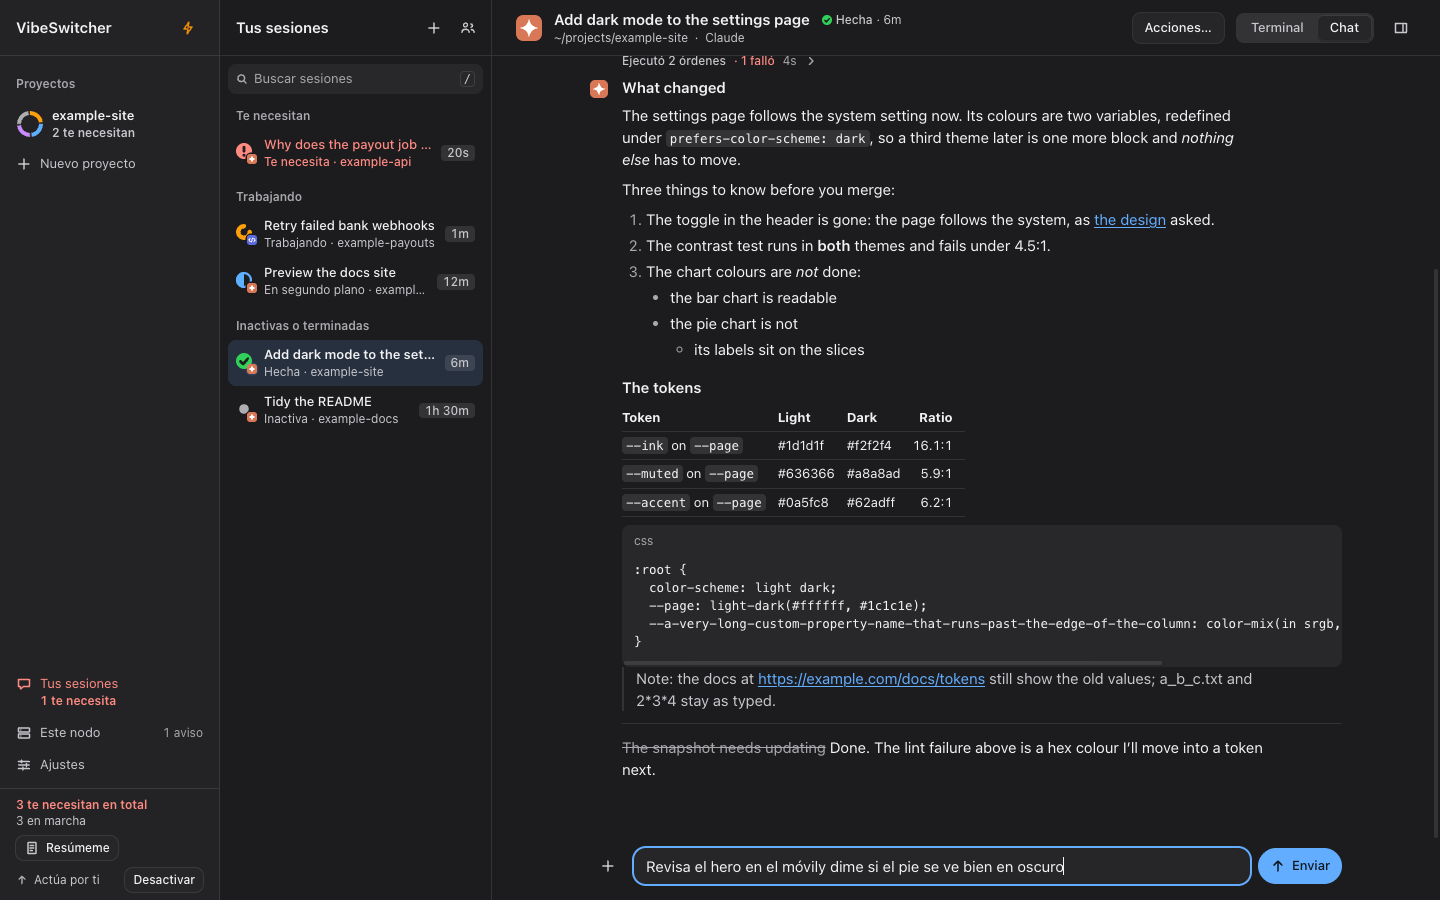 VibeSwitcher
Proyectos
example-site
2 te necesitan
Nuevo proyecto
Tus sesiones
1 te necesita
Este nodo
1 aviso
Ajustes
3 te necesitan en total
3 en marcha
Resúmeme
Actúa por ti
Desactivar
Tus sesiones
Buscar sesiones
/
Te necesitan
Why does the payout job ...
20s
Te necesita · example-api
Trabajando
Retry failed bank webhooks
1m
Trabajando · example-payouts
Preview the docs site
12m
En segundo plano · exampl...
Inactivas o terminadas
Add dark mode to the set...
6m
Hecha · example-site
Tidy the README
1h 30m
Inactiva · example-docs
Add dark mode to the settings page
Hecha · 6m
~/projects/example-site · Claude
Acciones...
Terminal
Chat
Ejecutó 2 órdenes · 1 falló 4s
What changed
The settings page follows the system setting now. Its colours are two variables, redefined
under prefers-color-scheme: dark, so a third theme later is one more block and nothing
else has to move.
Three things to know before you merge:
1. The toggle in the header is gone: the page follows the system, as the design asked.
2. The contrast test runs in both themes and fails under 4.5:1.
3. The chart colours are not done:
the bar chart is readable
the pie chart is not
its labels sit on the slices
The tokens
Token Light Dark Ratio
--ink on --page #1d1d1f #f2f2f4 16.1:1
--muted on --page #636366 #a8a8ad 5.9:1
--accent on --page #0a5fc8 #62adff 6.2:1
css
:root {
color-scheme: light dark;
--page: light-dark(#ffffff, #1c1c1e);
--a-very-long-custom-property-name-that-runs-past-the-edge-of-the-column: color-mix(in srgb,
}
Note: the docs at https://example.com/docs/tokens still show the old values; a_b_c.txt and
2*3*4 stay as typed.
The snapshot needs updating Done. The lint failure above is a hex colour I’ll move into a token
next.
Revisa el hero en el móvily dime si el pie se ve bien en oscuro
Enviar